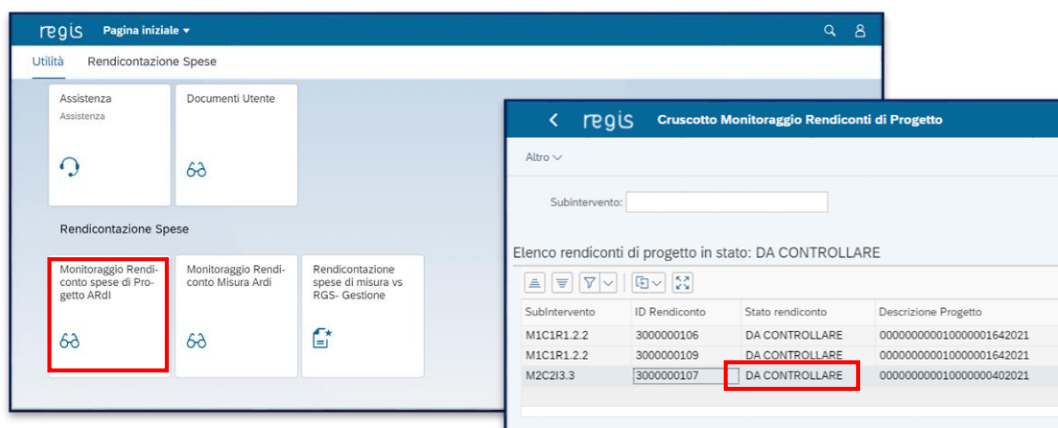 regis Pagina iniziale
Utilità Rendicontazione Spese
Assistenza
Assistenza
Documenti Utente
Rendicontazione Spese
Monitoraggio Rendi-
conto spese di Pro-
getto ARdI
Monitoraggio Rendi-
conto Misura Ardi
Rendicontazione
spese di misura vs
RGS- Gestione
regis Cruscotto Monitoraggio Rendiconti di Progetto
Altro
Subintervento:
Elenco rendiconti di progetto in stato: DA CONTROLLARE
SubIntervento ID Rendiconto Stato rendiconto Descrizione Progetto
M1C1R1.2.2 3000000106 DA CONTROLLARE 000000000010000001642021
M1C1R1.2.2 3000000109 DA CONTROLLARE 000000000010000001642021
M2C2I3.3 3000000107 DA CONTROLLARE 000000000010000000402021